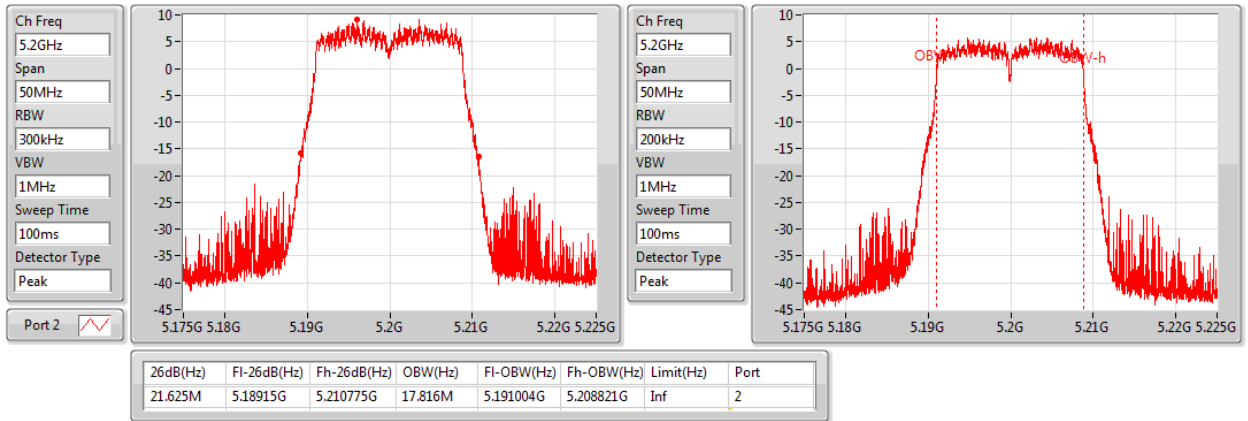 Ch Freq
5.2GHz
Span
50MHz
RBW
300kHz
VBW
1MHz
Sweep Time
100ms
Detector Type
Peak
Port 2
10
5
0
-5
-10
-15
-20
-25
-30
-35
-40
-45
5.175G 5.18G 5.19G 5.2G 5.21G 5.22G 5.225G
Ch Freq
5.2GHz
Span
50MHz
RBW
200kHz
VBW
1MHz
Sweep Time
100ms
Detector Type
Peak
10
5
0
-5
-10
-15
-20
-25
-30
-35
-40
-45
5.175G 5.18G 5.19G 5.2G 5.21G 5.22G 5.225G
26dB(Hz) Fl-26dB(Hz) Fh-26dB(Hz) OBW(Hz) Fl-OBW(Hz) Fh-OBW(Hz) Limit(Hz) Port
21.625M 5.18915G 5.210775G 17.816M 5.191004G 5.208821G Inf 2